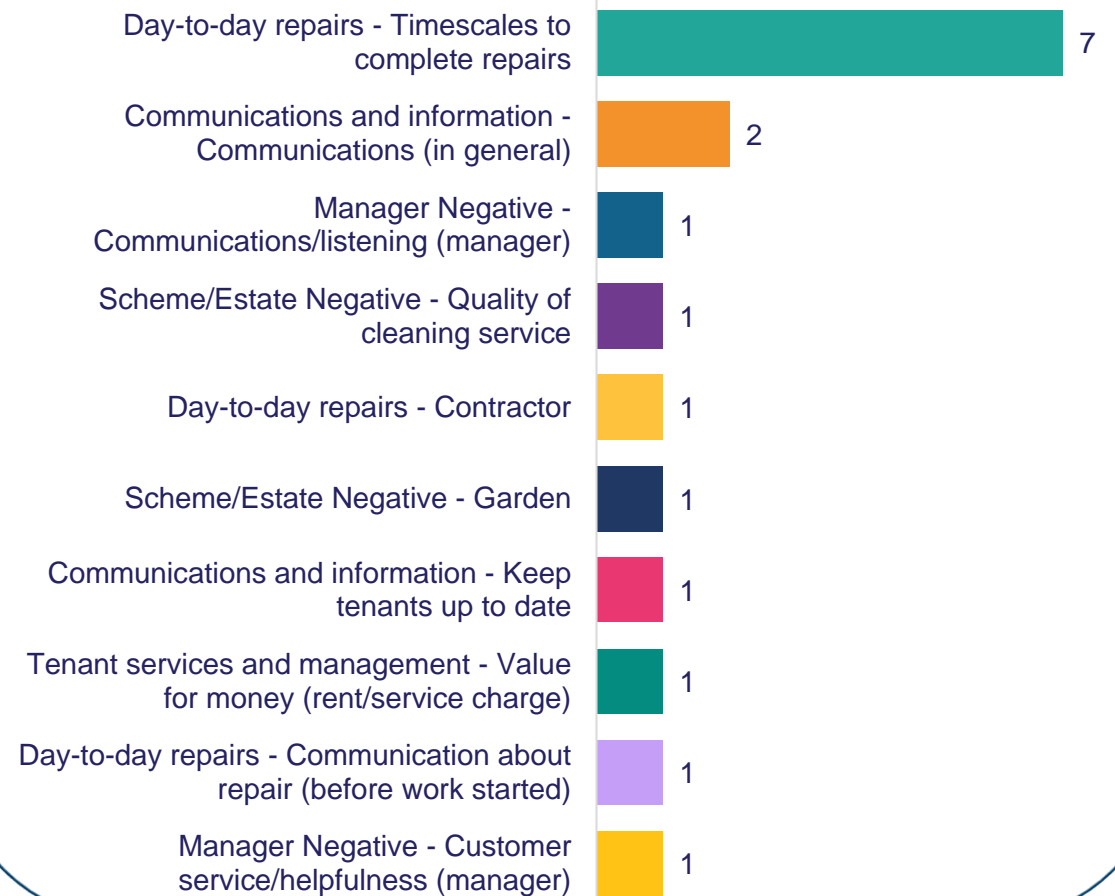 Day-to-day repairs - Timescales to
complete repairs
7
Communications and information -
Communications (in general)
2
Manager Negative -
Communications/listening (manager)
1
Scheme/Estate Negative - Quality of
cleaning service
1
Day-to-day repairs - Contractor
1
Scheme/Estate Negative - Garden
1
Communications and information - Keep
tenants up to date
1
Tenant services and management - Value
for money (rent/service charge)
1
Day-to-day repairs - Communication about
repair (before work started)
1
Manager Negative - Customer
service/helpfulness (manager)
1